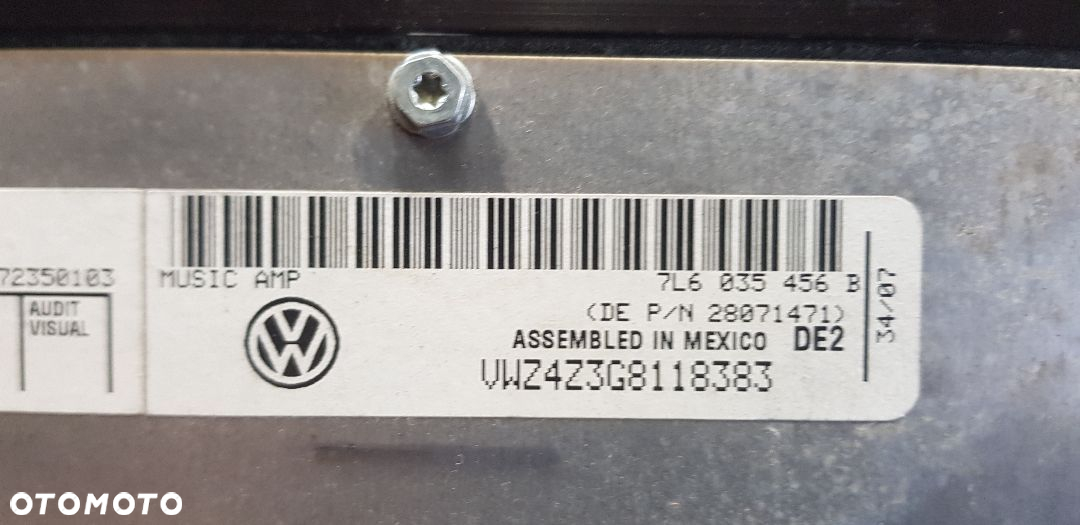 72350103
AUDIT
VISUAL
MUSIC AMP 7L6 035 456 B
(DE P/N 28071471)
ASSEMBLED IN MEXICO DE2
VWZ4Z3G8118383
34/07
OTOMOTO